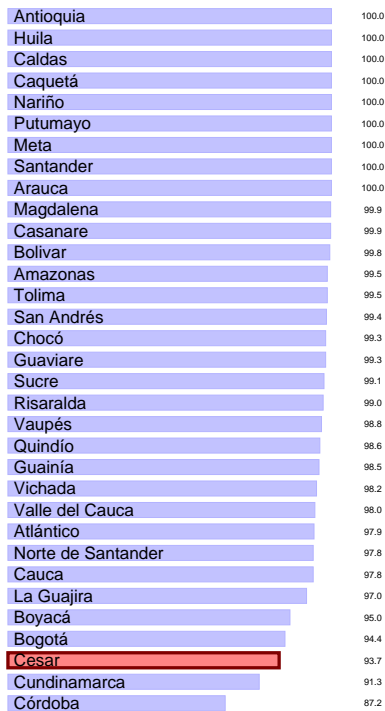 Antioquia 100.0
Huila 100.0
Caldas 100.0
Caquetá 100.0
Nariño 100.0
Putumayo 100.0
Meta 100.0
Santander 100.0
Arauca 100.0
Magdalena 99.9
Casanare 99.9
Bolivar 99.8
Amazonas 99.5
Tolima 99.5
San Andrés 99.4
Chocó 99.3
Guaviare 99.3
Sucre 99.1
Risaralda 99.0
Vaupés 98.8
Quindío 98.6
Guainía 98.5
Vichada 98.2
Valle del Cauca 98.0
Atlántico 97.9
Norte de Santander 97.8
Cauca 97.8
La Guajira 97.0
Boyacá 95.0
Bogotá 94.4
Cesar 93.7
Cundinamarca 91.3
Córdoba 87.2